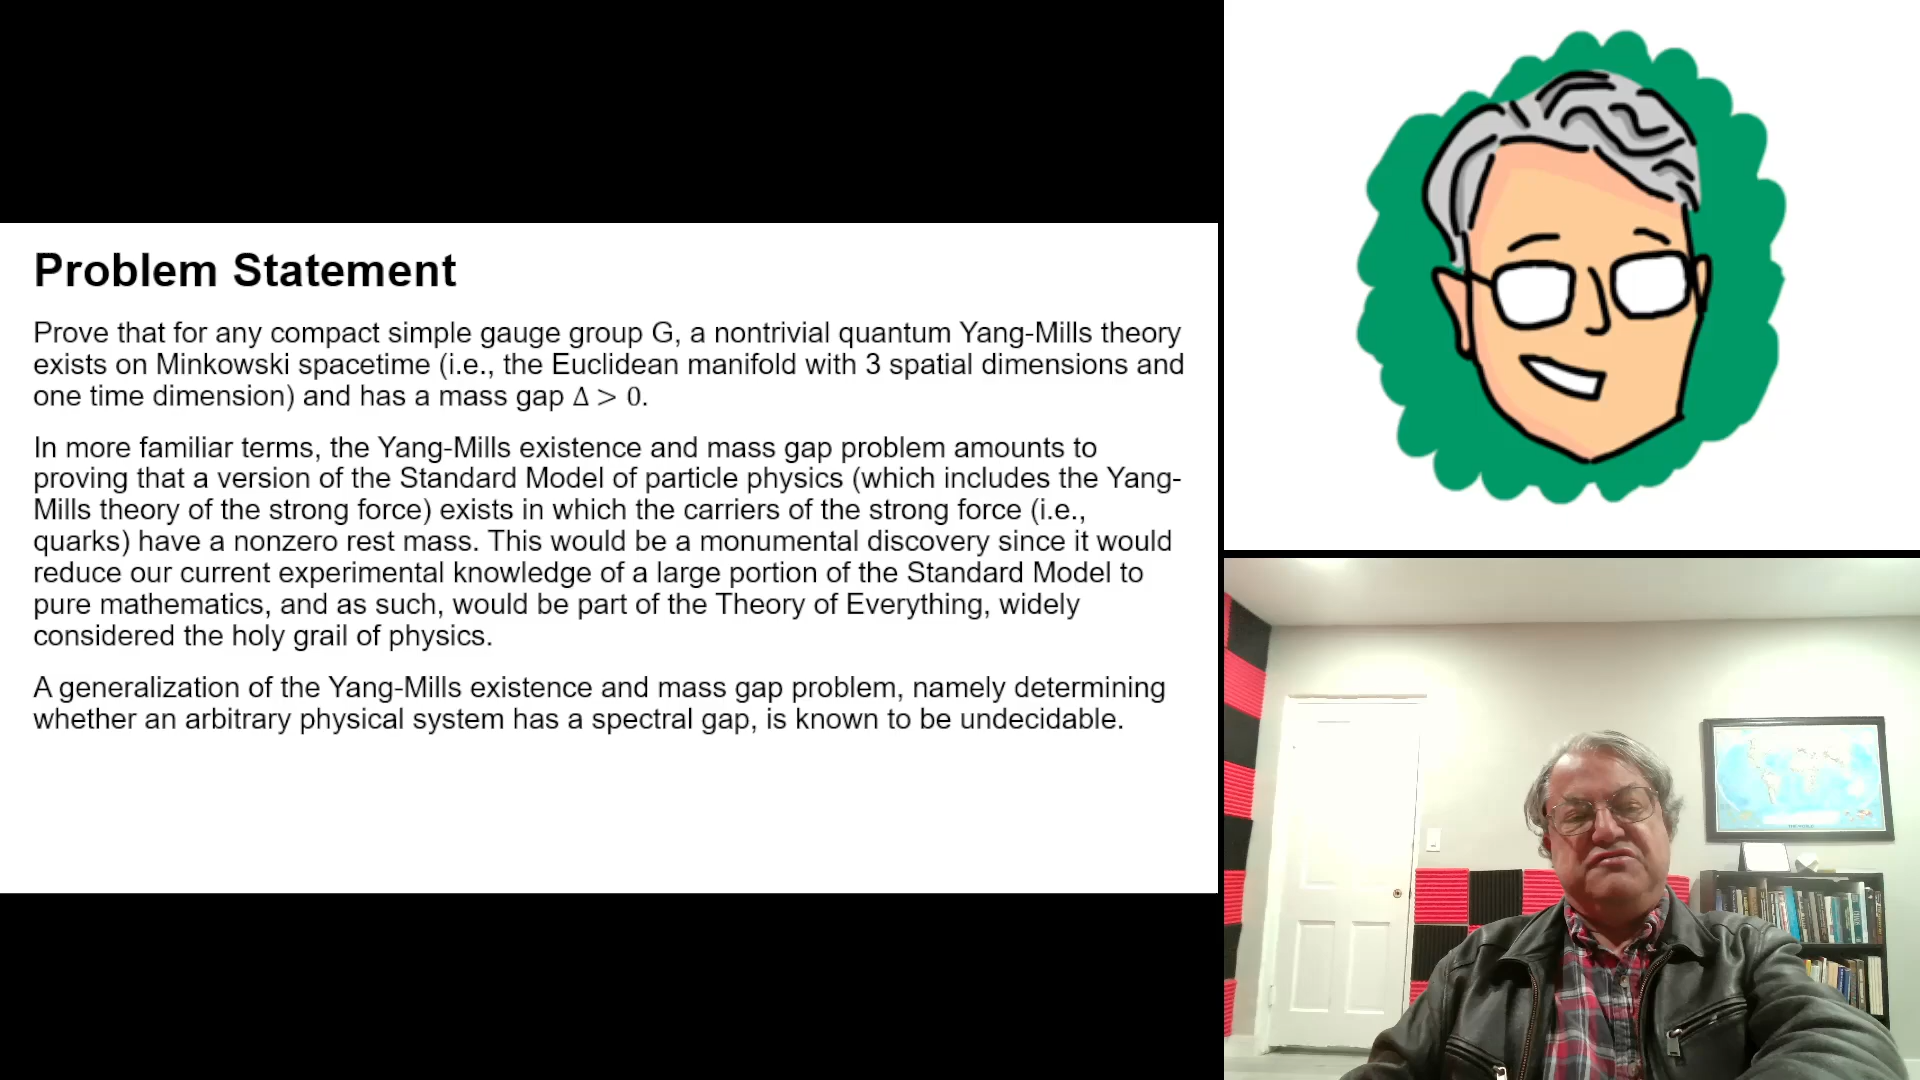 Problem Statement
Prove that for any compact simple gauge group G, a nontrivial quantum Yang-Mills theory
exists on Minkowski spacetime (i.e., the Euclidean manifold with 3 spatial dimensions and
one time dimension) and has a mass gap Δ > 0.
In more familiar terms, the Yang-Mills existence and mass gap problem amounts to
proving that a version of the Standard Model of particle physics (which includes the Yang-
Mills theory of the strong force) exists in which the carriers of the strong force (i.e.,
quarks) have a nonzero rest mass. This would be a monumental discovery since it would
reduce our current experimental knowledge of a large portion of the Standard Model to
pure mathematics, and as such, would be part of the Theory of Everything, widely
considered the holy grail of physics.
A generalization of the Yang-Mills existence and mass gap problem, namely determining
whether an arbitrary physical system has a spectral gap, is known to be undecidable.